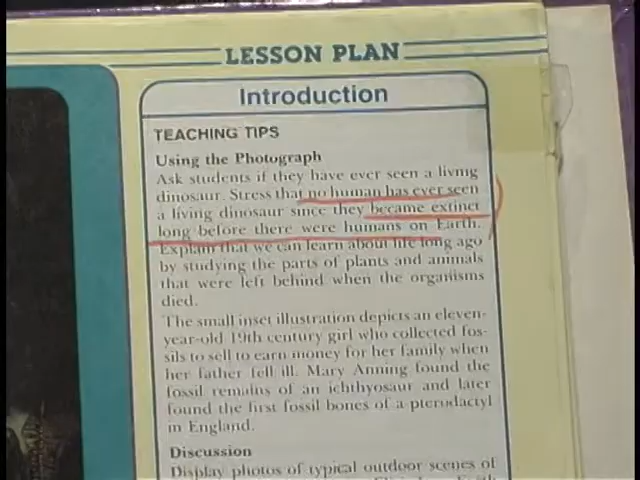 LESSON PLAN
Introduction
TEACHING TIPS
Using the Photograph
Ask students if they have ever seen a living
dinosaur. Stress that no human has ever seen
a living dinosaur since they became extinct
long before there were humans on Earth.
Explain that we can learn about life long ago
by studying the parts of plants and animals
that were left behind when the organisms
died.
The small inset illustration depicts an eleven-
year-old 19th century girl who collected fos-
sils to sell to earn money for her family when
her father fell ill. Mary Anning found the
fossil remains of an ichthyosaur and later
found the first fossil bones of a pterodactyl
in England.
Discussion
Display photos of typical outdoor scenes of